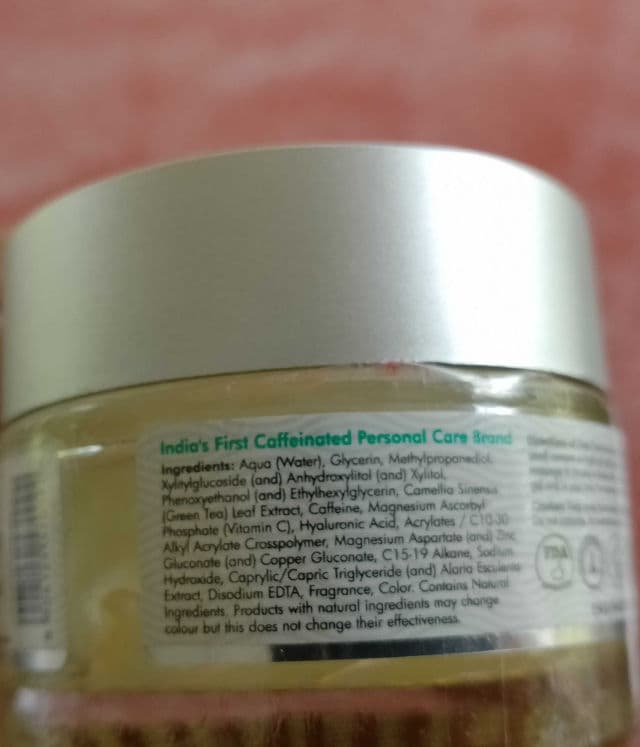 India's First Caffeinated Personal Care Brand
Ingredients: Aqua (Water), Glycerin, Methylpropanediol,
Xylitylglucoside (and) Anhydroxylitol (and) Xylitol,
Phenoxyethanol (and) Ethylhexylglycerin, Camellia Sinensis
(Green Tea) Leaf Extract, Caffeine, Magnesium Ascorbyl
Phosphate (Vitamin C), Hyaluronic Acid, Acrylates / C10-30
Alkyl Acrylate Crosspolymer, Magnesium Aspartate (and) Zinc
Gluconate (and) Copper Gluconate, C15-19 Alkane, Sodium
Hydroxide, Caprylic/Capric Triglyceride (and) Alaria Esculenta
Extract, Disodium EDTA, Fragrance, Color. Contains Natural
Ingredients. Products with natural ingredients may change
colour but this does not change their effectiveness.
FDA